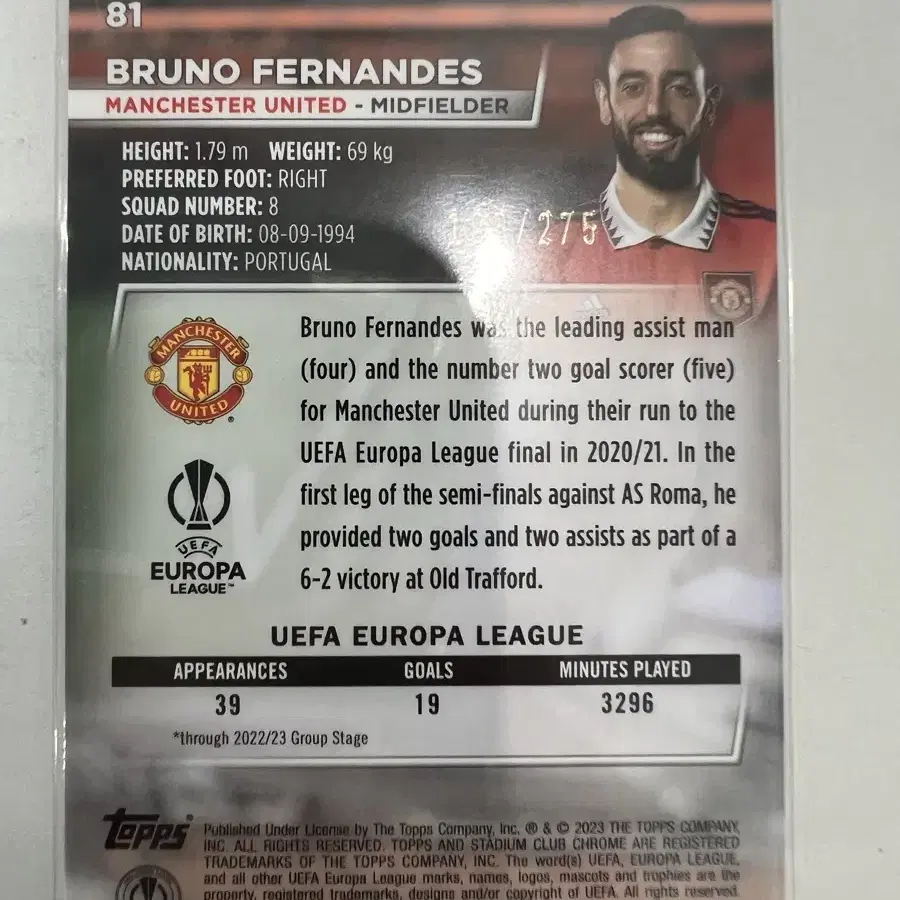 81
BRUNO FERNANDES
MANCHESTER UNITED - MIDFIELDER
HEIGHT: 1.79 m WEIGHT: 69 kg
PREFERRED FOOT: RIGHT
SQUAD NUMBER: 8
DATE OF BIRTH: 08-09-1994
NATIONALITY: PORTUGAL
/275
MANCHESTER
UNITED
Bruno Fernandes was the leading assist man
(four) and the number two goal scorer (five)
for Manchester United during their run to the
UEFA Europa League final in 2020/21. In the
first leg of the semi-finals against AS Roma, he
provided two goals and two assists as part of a
6-2 victory at Old Trafford.
UEFA
EUROPA
LEAGUE™
UEFA EUROPA LEAGUE
APPEARANCES GOALS MINUTES PLAYED
39 19 3296
*through 2022/23 Group Stage
topps
Published Under License by The Topps Company, Inc. ® & © 2023 THE TOPPS COMPANY,
INC. ALL RIGHTS RESERVED. TOPPS AND STADIUM CLUB CHROME ARE REGISTERED
TRADEMARKS OF THE TOPPS COMPANY, INC. The word(s) UEFA, EUROPA LEAGUE,
and all other UEFA Europa League marks, names, logos, mascots and trophies are the
property, registered trademarks, designs and/or copyright of UEFA. All rights reserved.